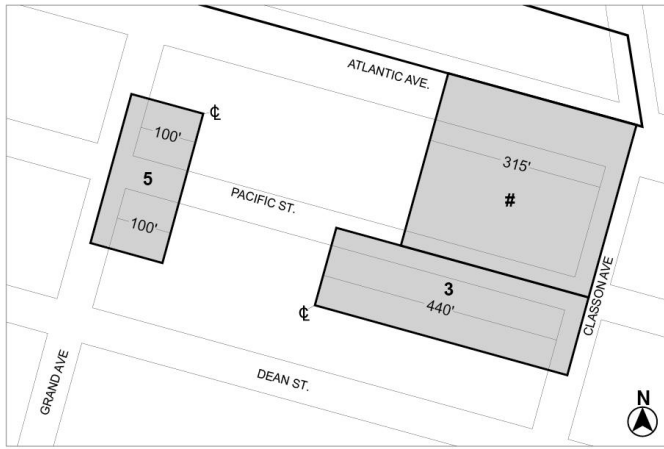 ATLANTIC AVE.
℄
100'
315'
5
#
PACIFIC ST.
100'
3
440'
℄
CLASSON AVE
DEAN ST.
GRAND AVE
N